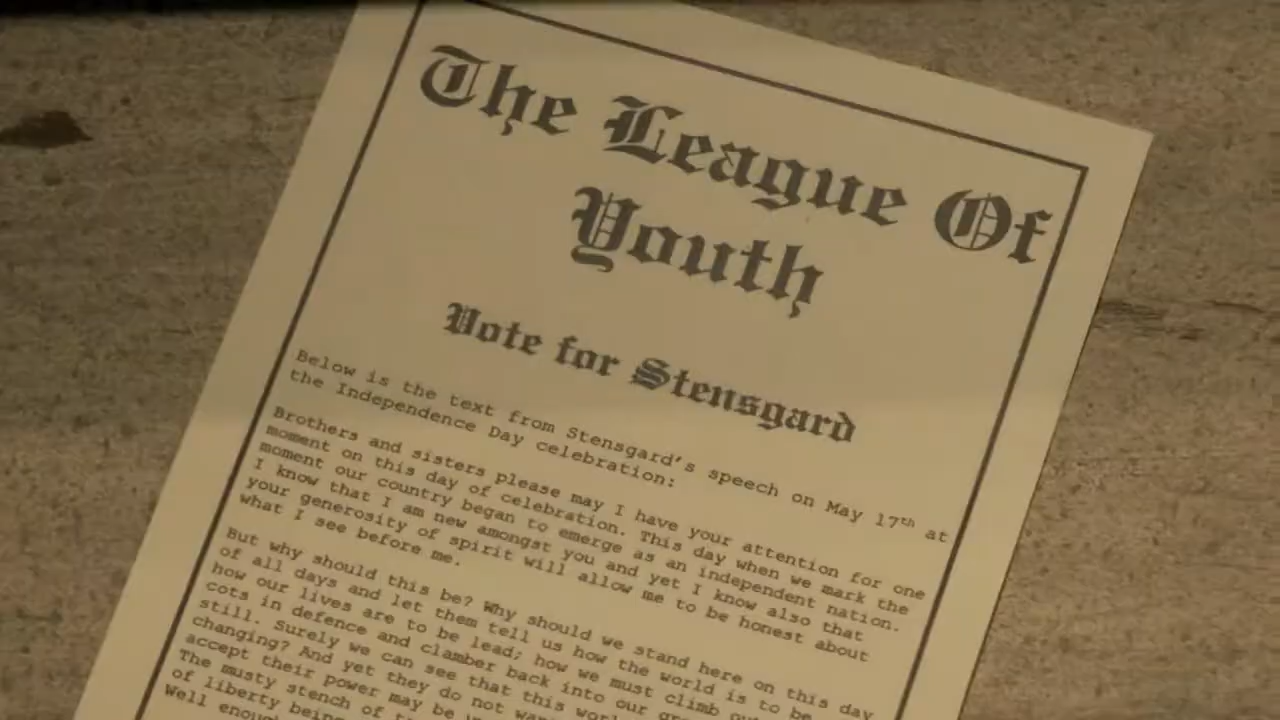 The League Of
Youth
Vote for Stensgard
Below is the text from Stensgard's speech on May 17th at
the Independence Day celebration:
Brothers and sisters please may I have your attention for one
moment on this day of celebration. This day when we mark the
moment our country began to emerge as an independent nation.
I know that I am new amongst you and yet I know also that
your generosity of spirit will allow me to be honest about
what I see before me.
But why should this be? Why should we stand here on this day
of all days and let them tell us how the world is to be
how our lives are to be lead; how we must climb
cots in defence and clamber back into our
still. Surely we can see that this
changing? And yet they do not
accept their power may be
The musty stench of
of liberty
Well